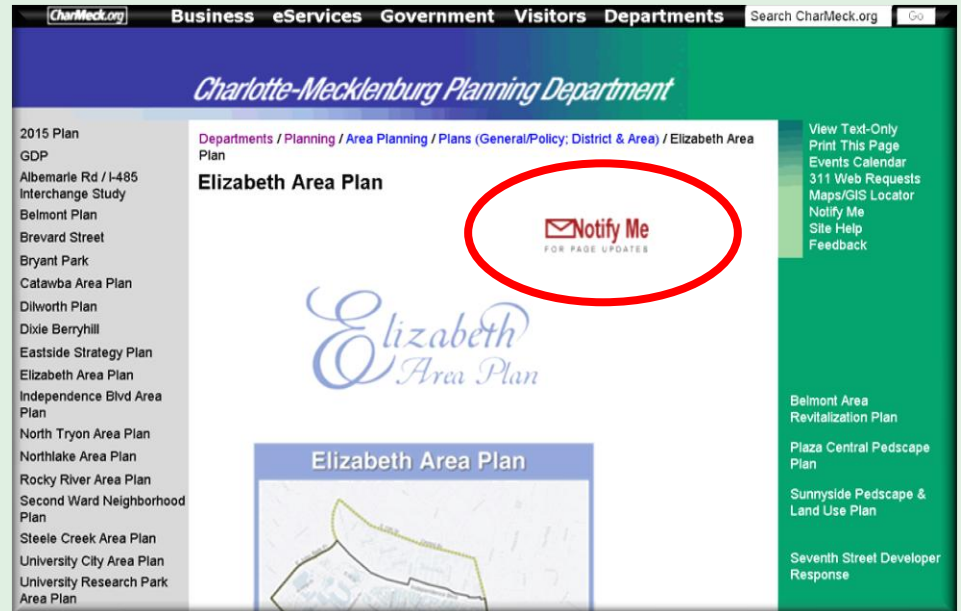 CharMeck.org Business eServices Government Visitors Departments Search CharMeck.org Go
Charlotte-Mecklenburg Planning Department
2015 Plan
GDP
Albemarle Rd / I-485
Interchange Study
Belmont Plan
Brevard Street
Bryant Park
Catawba Area Plan
Dilworth Plan
Dixie Berryhill
Eastside Strategy Plan
Elizabeth Area Plan
Independence Blvd Area
Plan
North Tryon Area Plan
Northlake Area Plan
Rocky River Area Plan
Second Ward Neighborhood
Plan
Steele Creek Area Plan
University City Area Plan
University Research Park
Area Plan
Departments / Planning / Area Planning / Plans (General/Policy; District & Area) / Elizabeth Area
Plan
Elizabeth Area Plan
Notify Me
FOR PAGE UPDATES
Elizabeth
Area Plan
Elizabeth Area Plan
View Text-Only
Print This Page
Events Calendar
311 Web Requests
Maps/GIS Locator
Notify Me
Site Help
Feedback
Belmont Area
Revitalization Plan
Plaza Central Pedscape
Plan
Sunnyside Pedscape &
Land Use Plan
Seventh Street Developer
Response